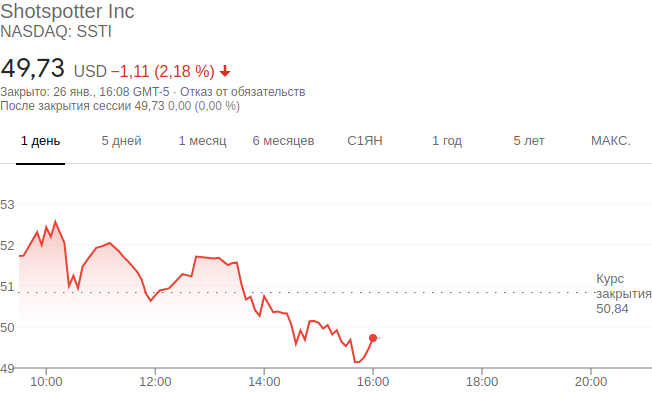 Shotspotter Inc
NASDAQ: SSTI
49,73 USD −1,11 (2,18 %)
Закрыто: 26 янв., 16:08 GMT-5 · Отказ от обязательств
После закрытия сессии 49,73 0,00 (0,00 %)
1 день 5 дней 1 месяц 6 месяцев С1ЯН 1 год 5 лет МАКС.
53
52
51
Курс
закрытия
50,84
50
49
10:00 12:00 14:00 16:00 18:00 20:00